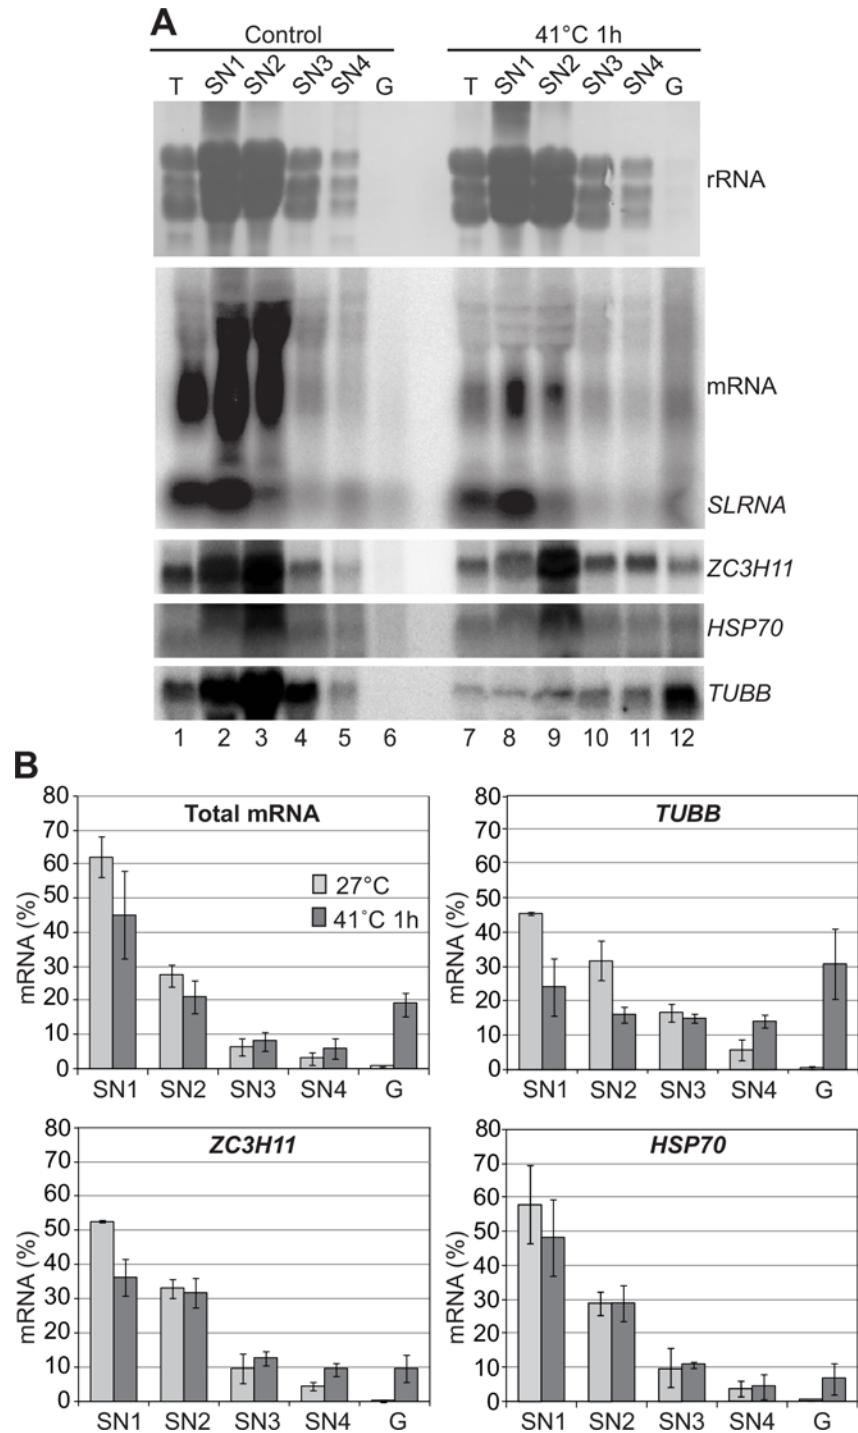 A
Control 41°C 1h
T SN1 SN2 SN3 SN4 G T SN1 SN2 SN3 SN4 G
rRNA
mRNA
SLRNA
ZC3H11
HSP70
TUBB
1 2 3 4 5 6 7 8 9 10 11 12
B
Total mRNA
mRNA (%)
80
70
60
50
40
30
20
10
0
27°C
41°C 1h
SN1 SN2 SN3 SN4 G
TUBB
mRNA (%)
80
70
60
50
40
30
20
10
0
SN1 SN2 SN3 SN4 G
ZC3H11
mRNA (%)
80
70
60
50
40
30
20
10
0
SN1 SN2 SN3 SN4 G
HSP70
mRNA (%)
80
70
60
50
40
30
20
10
0
SN1 SN2 SN3 SN4 G